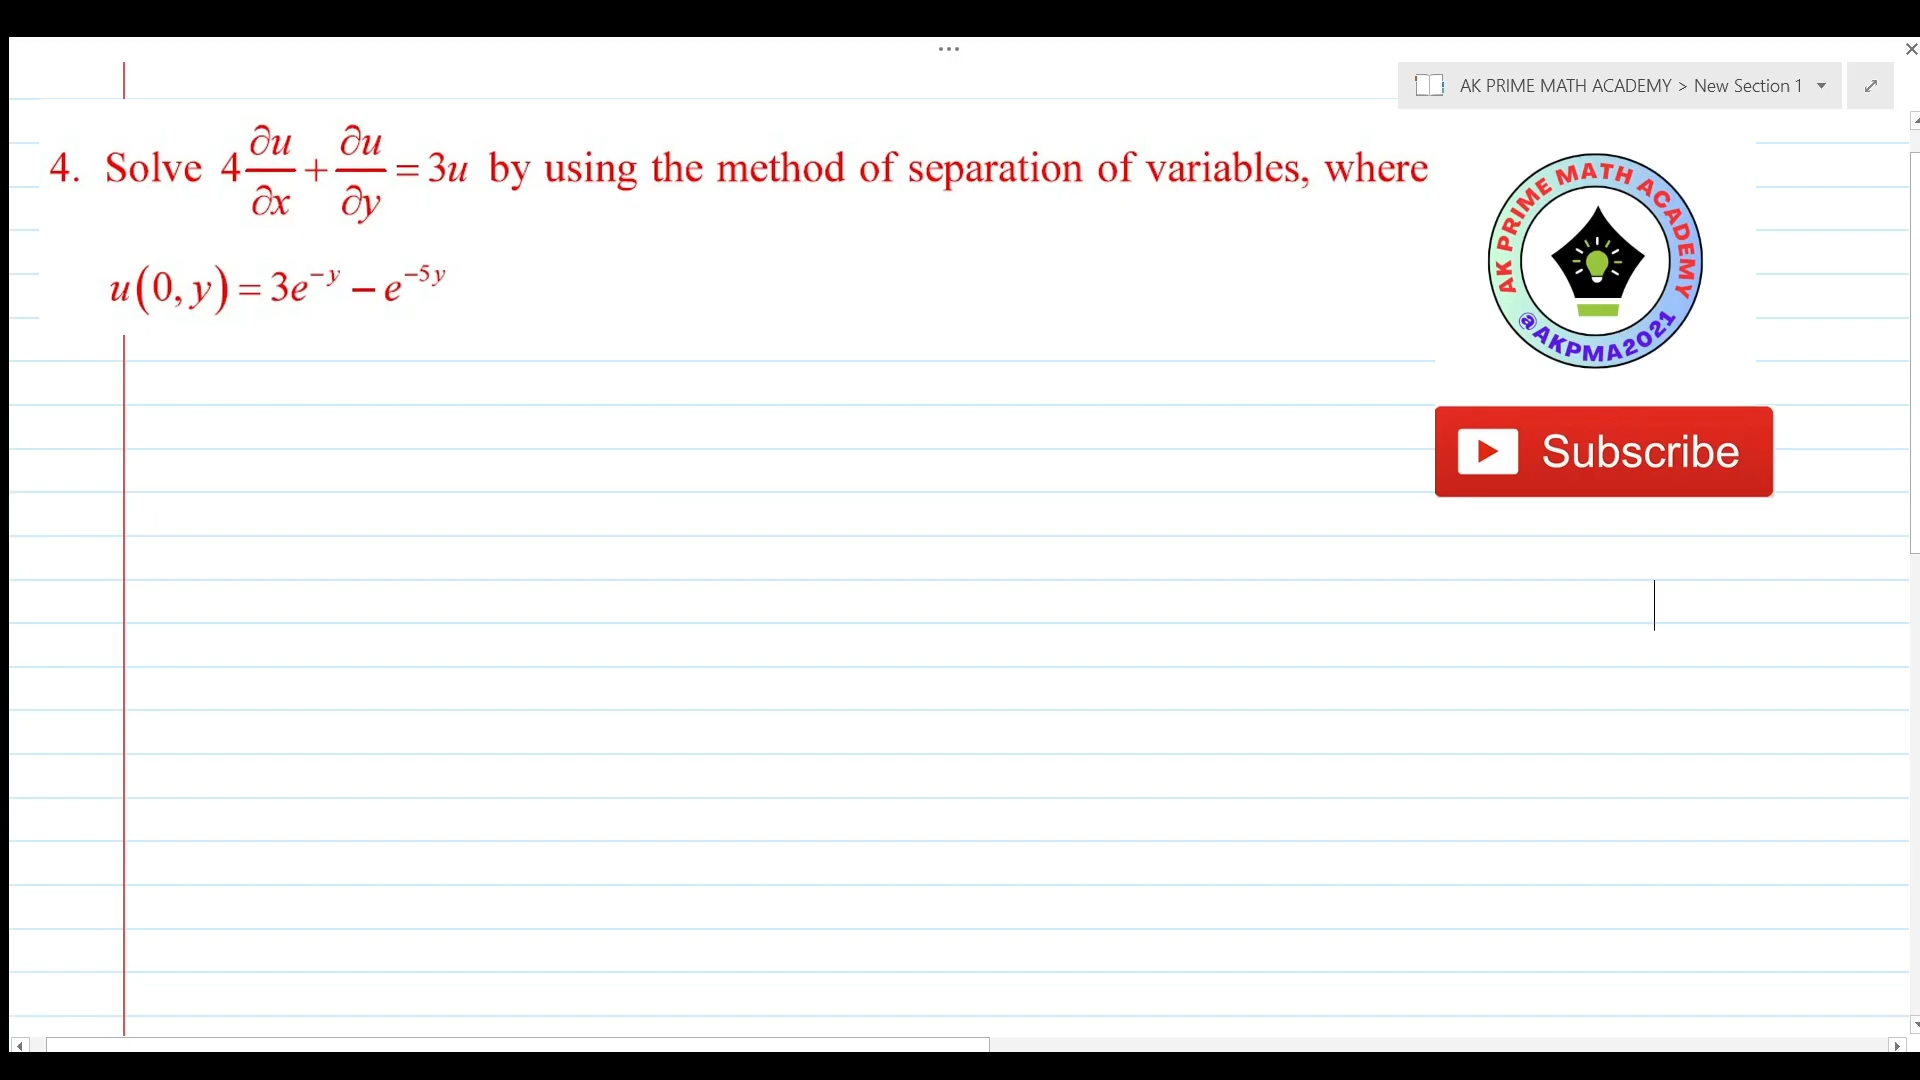 AK PRIME MATH ACADEMY > New Section 1
4. Solve 4 ∂u/∂x + ∂u/∂y = 3u by using the method of separation of variables, where
u(0, y) = 3e^{-y} − e^{-5y}
AK PRIME MATH ACADEMY
@AKPMA2021
Subscribe